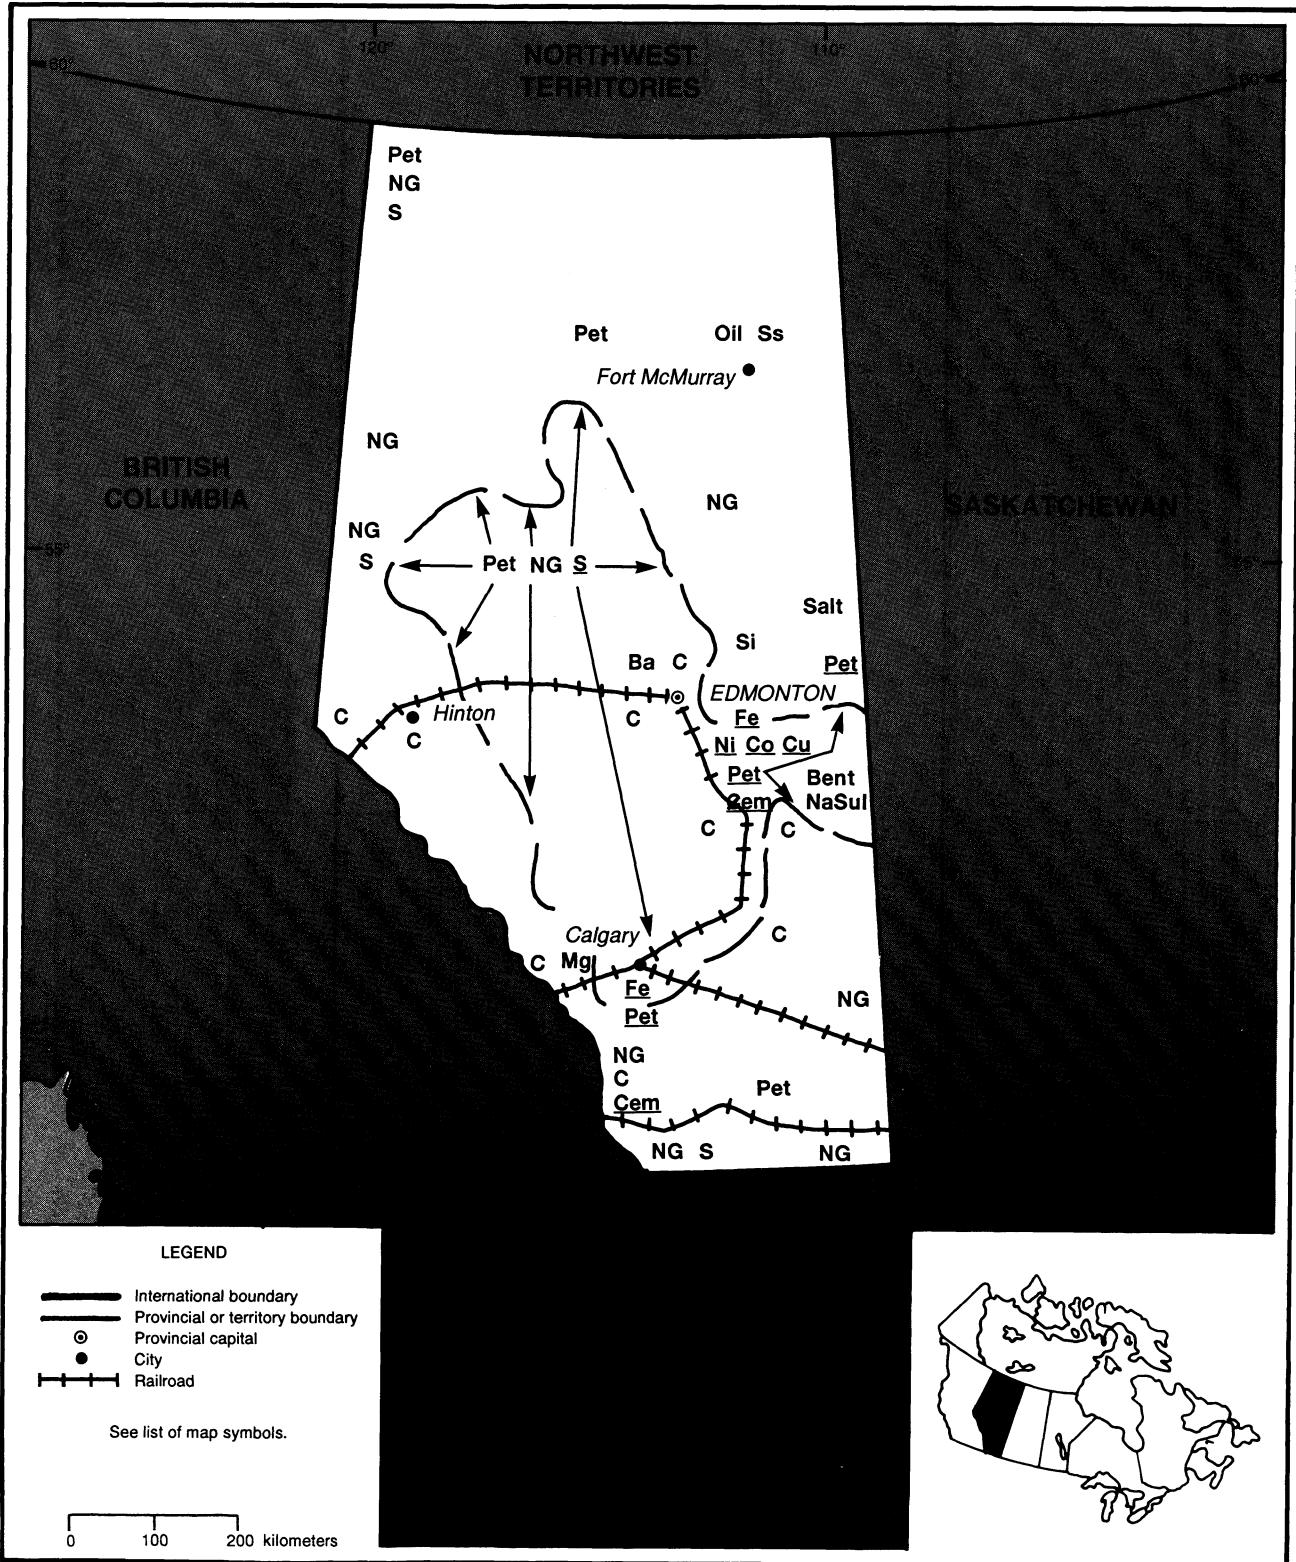 120° 110°
NORTHWEST
TERRITORIES
60° 60°
Pet
NG
S
Pet Oil Ss
Fort McMurray
NG
BRITISH
COLUMBIA
NG
SASKATCHEWAN
NG
S
55° 55°
Pet NG S
Salt
Si
Ba C
Pet
EDMONTON
Hinton
C
C
C
Fe
Ni Co Cu
Pet
Bent
Cem
NaSul
C C
Calgary
C
C Mg
Fe
Pet
NG
NG
C
Cem
Pet
NG S NG
LEGEND
International boundary
Provincial or territory boundary
Provincial capital
City
Railroad
See list of map symbols.
0 100 200 kilometers